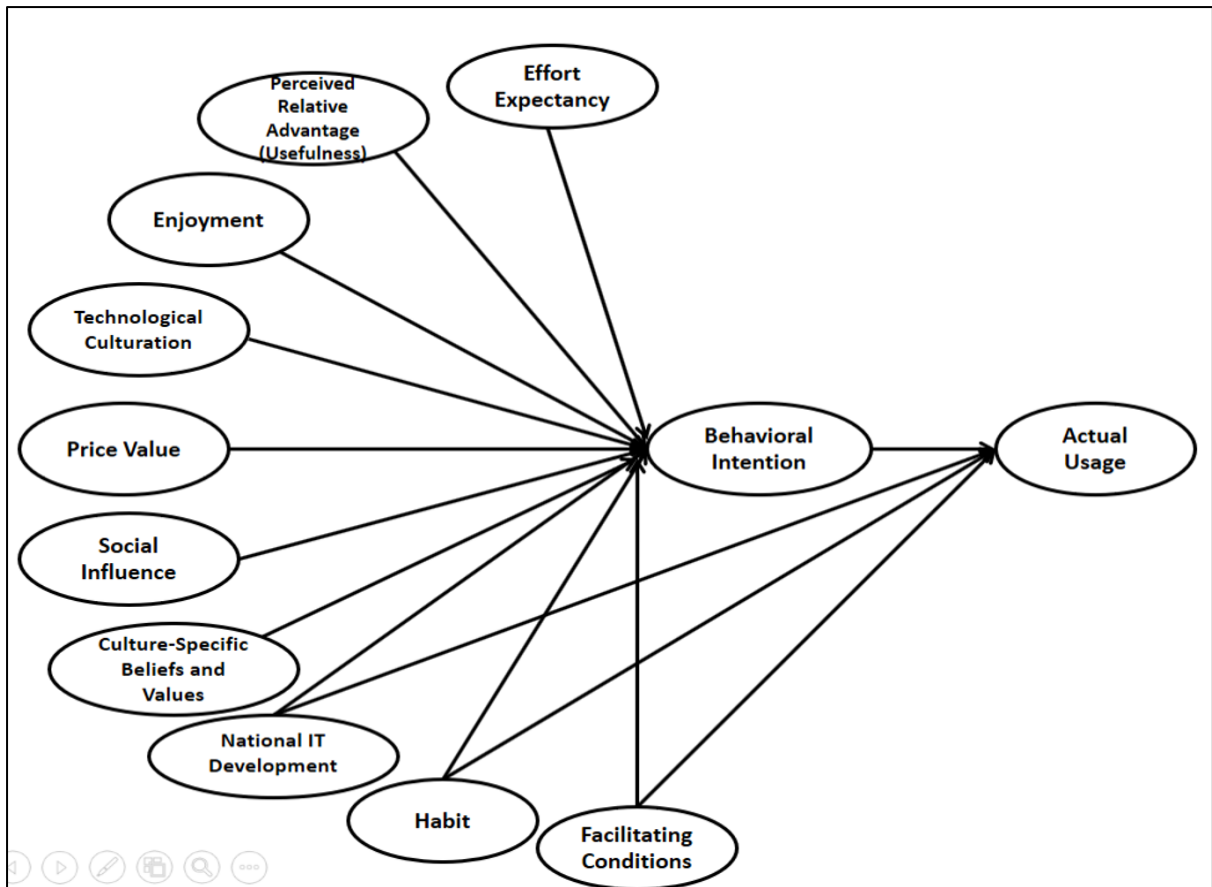 Effort
Expectancy
Perceived
Relative
Advantage
(Usefulness)
Enjoyment
Technological
Culturation
Price Value
Behavioral
Intention
Actual
Usage
Social
Influence
Culture-Specific
Beliefs and
Values
National IT
Development
Habit
Facilitating
Conditions